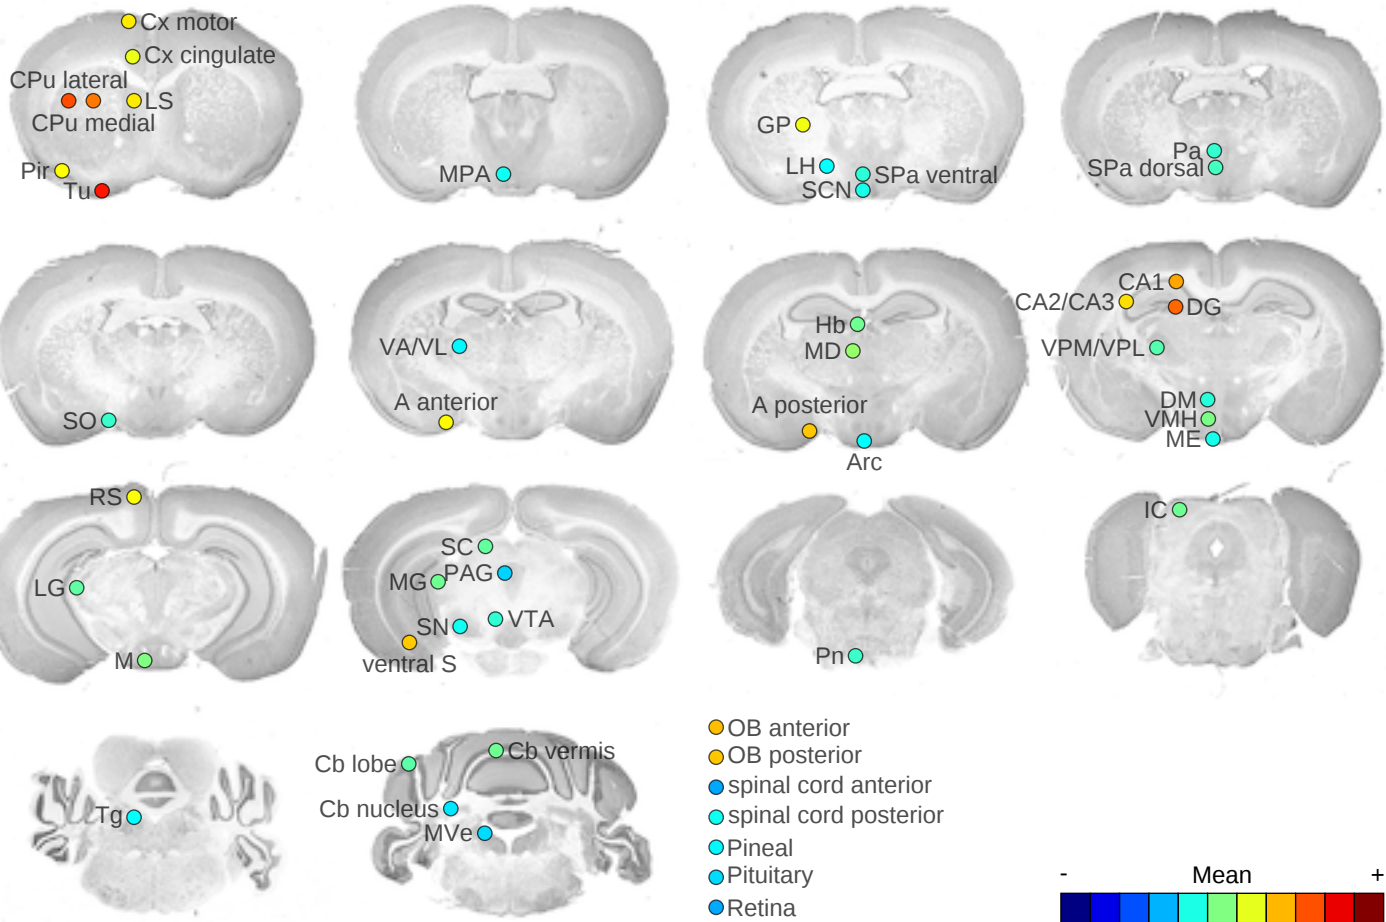 Cx motor
Cx cingulate
CPu lateral
LS
CPu medial
Pir
Tu
MPA
GP
LH
SPa ventral
SCN
Pa
SPa dorsal
SO
VA/VL
A anterior
Hb
MD
A posterior
Arc
CA1
CA2/CA3
DG
VPM/VPL
DM
VMH
ME
RS
LG
M
SC
MG
PAG
SN
VTA
ventral S
Pn
IC
Tg
Cb lobe
Cb vermis
Cb nucleus
MVe
OB anterior
OB posterior
spinal cord anterior
spinal cord posterior
Pineal
Pituitary
Retina
- Mean +